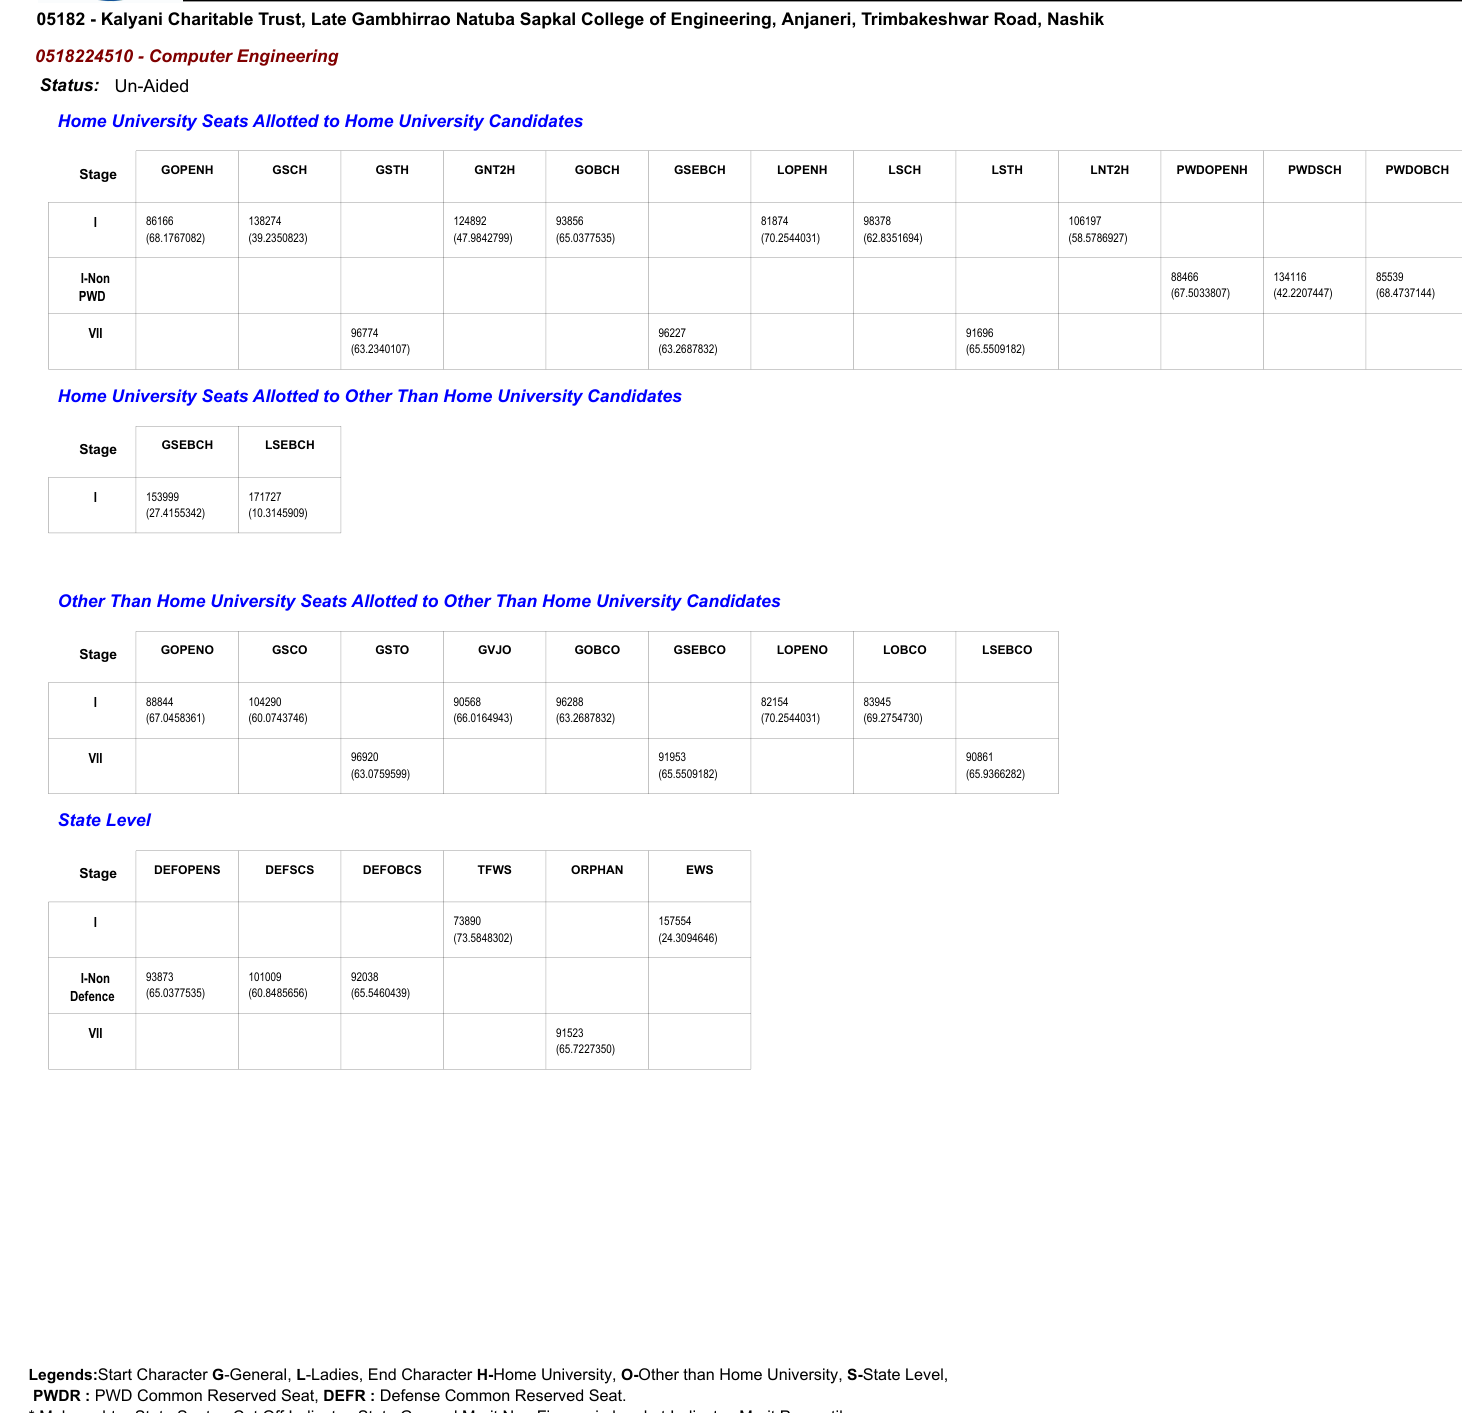 05182 - Kalyani Charitable Trust, Late Gambhirrao Natuba Sapkal College of Engineering, Anjaneri, Trimbakeshwar Road, Nashik
0518224510 - Computer Engineering
Status: Un-Aided
Home University Seats Allotted to Home University Candidates
Stage GOPENH GSCH GSTH GNT2H GOBCH GSEBCH LOPENH LSCH LSTH LNT2H PWDOPENH PWDSCH PWDOBCH
I 86166 138274 124892 93856 81874 98378 106197
(68.1767082) (39.2350823) (47.9842799) (65.0377535) (70.2544031) (62.8351694) (58.5786927)
I-Non 88466 134116 85539
PWD (67.5033807) (42.2207447) (68.4737144)
VII 96774 96227 91696
(63.2340107) (63.2687832) (65.5509182)
Home University Seats Allotted to Other Than Home University Candidates
Stage GSEBCH LSEBCH
I 153999 171727
(27.4155342) (10.3145909)
Other Than Home University Seats Allotted to Other Than Home University Candidates
Stage GOPENO GSCO GSTO GVJO GOBCO GSEBCO LOPENO LOBCO LSEBCO
I 88844 104290 90568 96288 82154 83945
(67.0458361) (60.0743746) (66.0164943) (63.2687832) (70.2544031) (69.2754730)
VII 96920 91953 90861
(63.0759599) (65.5509182) (65.9366282)
State Level
Stage DEFOPENS DEFSCS DEFOBCS TFWS ORPHAN EWS
I 73890 157554
(73.5848302) (24.3094646)
I-Non 93873 101009 92038
Defence (65.0377535) (60.8485656) (65.5460439)
VII 91523
(65.7227350)
Legends:Start Character G-General, L-Ladies, End Character H-Home University, O-Other than Home University, S-State Level,
PWDR : PWD Common Reserved Seat, DEFR : Defense Common Reserved Seat.